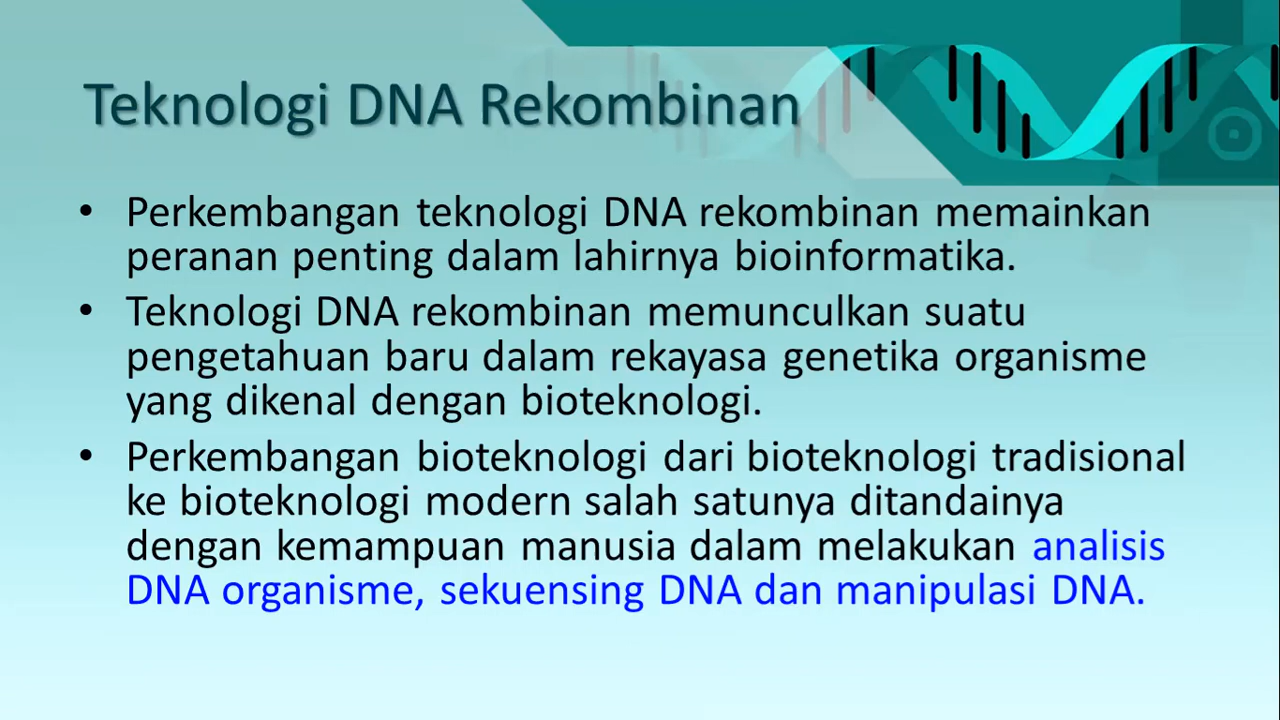 Teknologi DNA Rekombinan
• Perkembangan teknologi DNA rekombinan memainkan
peranan penting dalam lahirnya bioinformatika.
• Teknologi DNA rekombinan memunculkan suatu
pengetahuan baru dalam rekayasa genetika organisme
yang dikenal dengan bioteknologi.
• Perkembangan bioteknologi dari bioteknologi tradisional
ke bioteknologi modern salah satunya ditandainya
dengan kemampuan manusia dalam melakukan analisis
DNA organisme, sekuensing DNA dan manipulasi DNA.